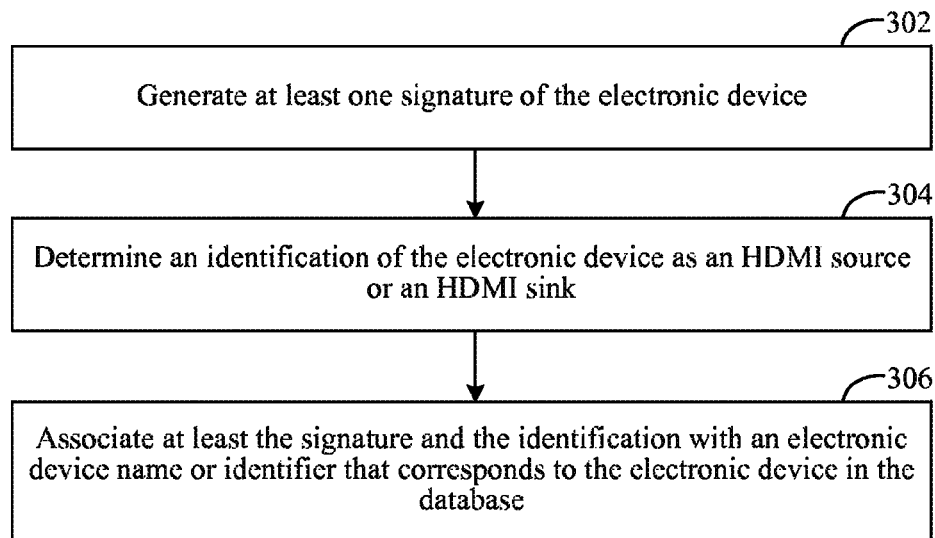 302
Generate at least one signature of the electronic device
304
Determine an identification of the electronic device as an HDMI source
or an HDMI sink
306
Associate at least the signature and the identification with an electronic
device name or identifier that corresponds to the electronic device in the
database